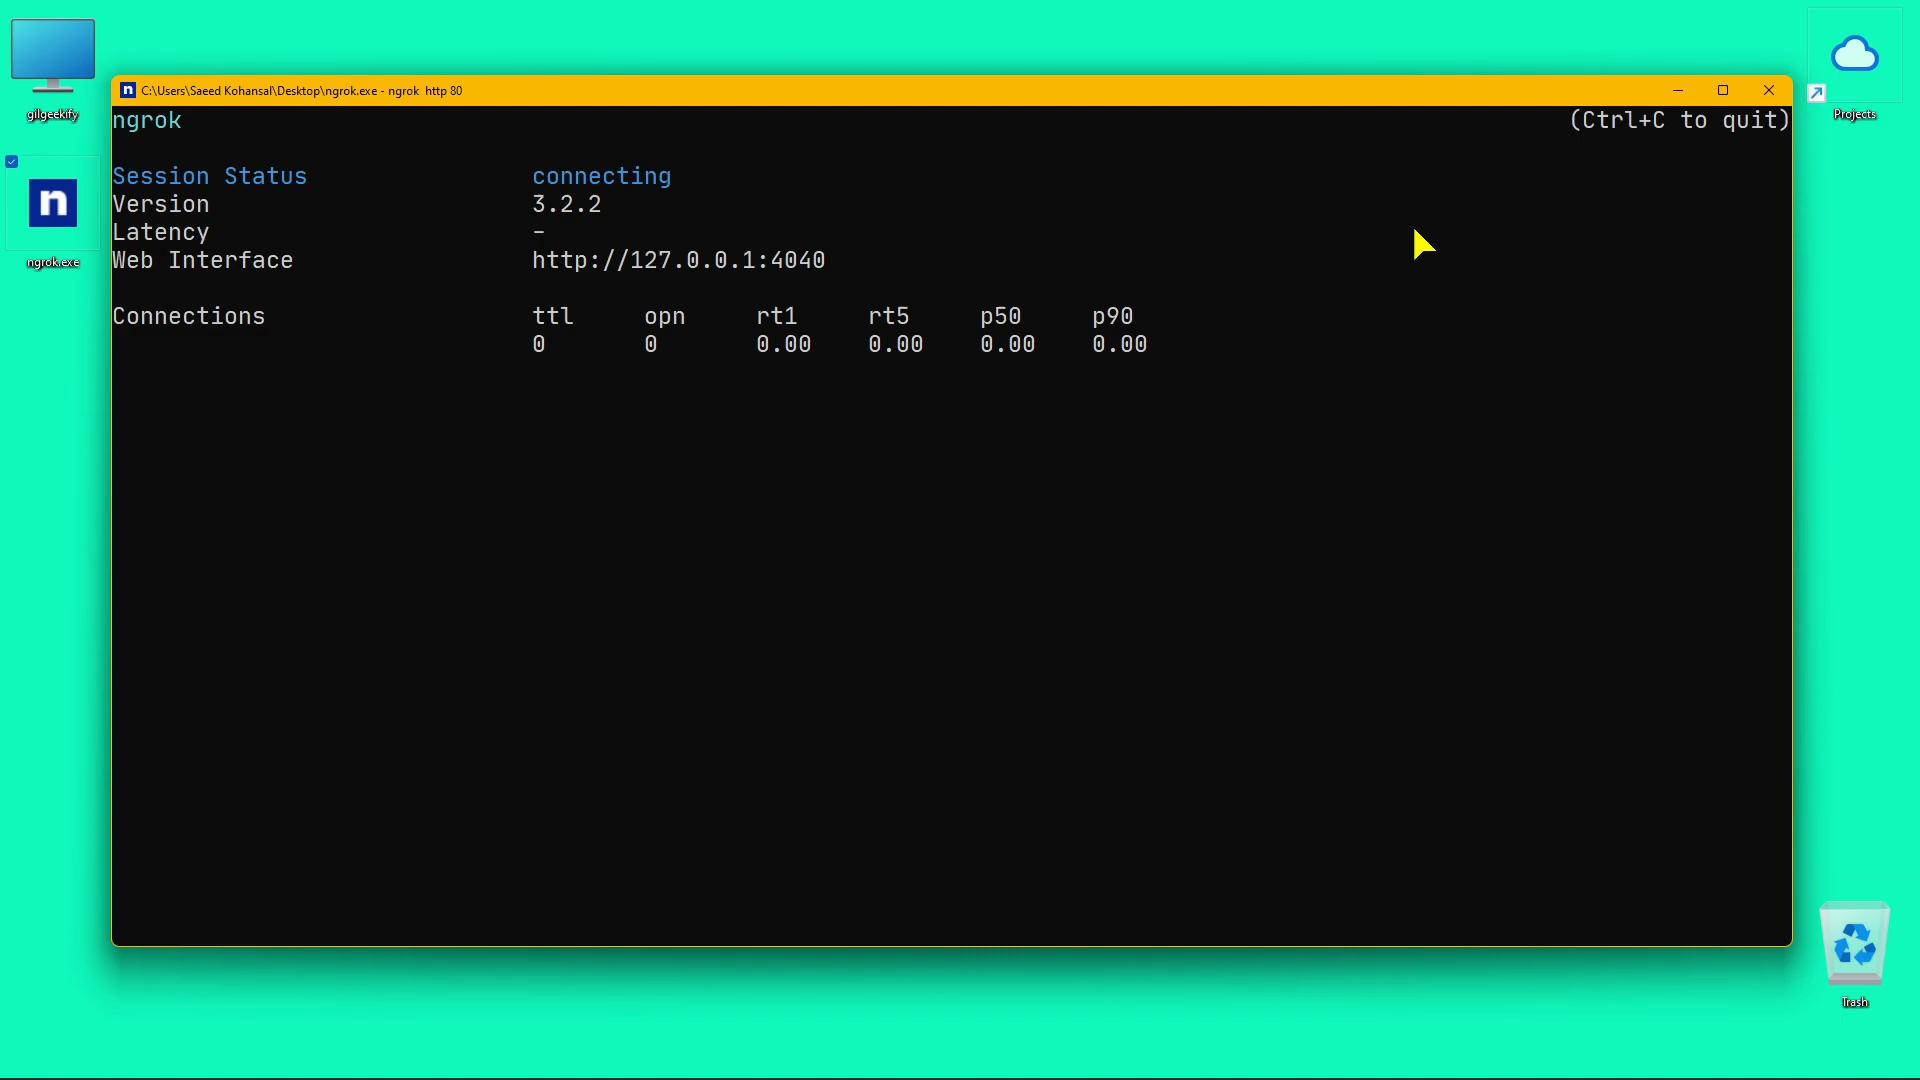 gilgeekify
ngrok.exe
Projects
Trash
n C:\Users\Saeed Kohansal\Desktop\ngrok.exe - ngrok  http 80
ngrok (Ctrl+C to quit)
Session Status connecting
Version 3.2.2
Latency -
Web Interface http://127.0.0.1:4040
Connections ttl opn rt1 rt5 p50 p90
0 0 0.00 0.00 0.00 0.00